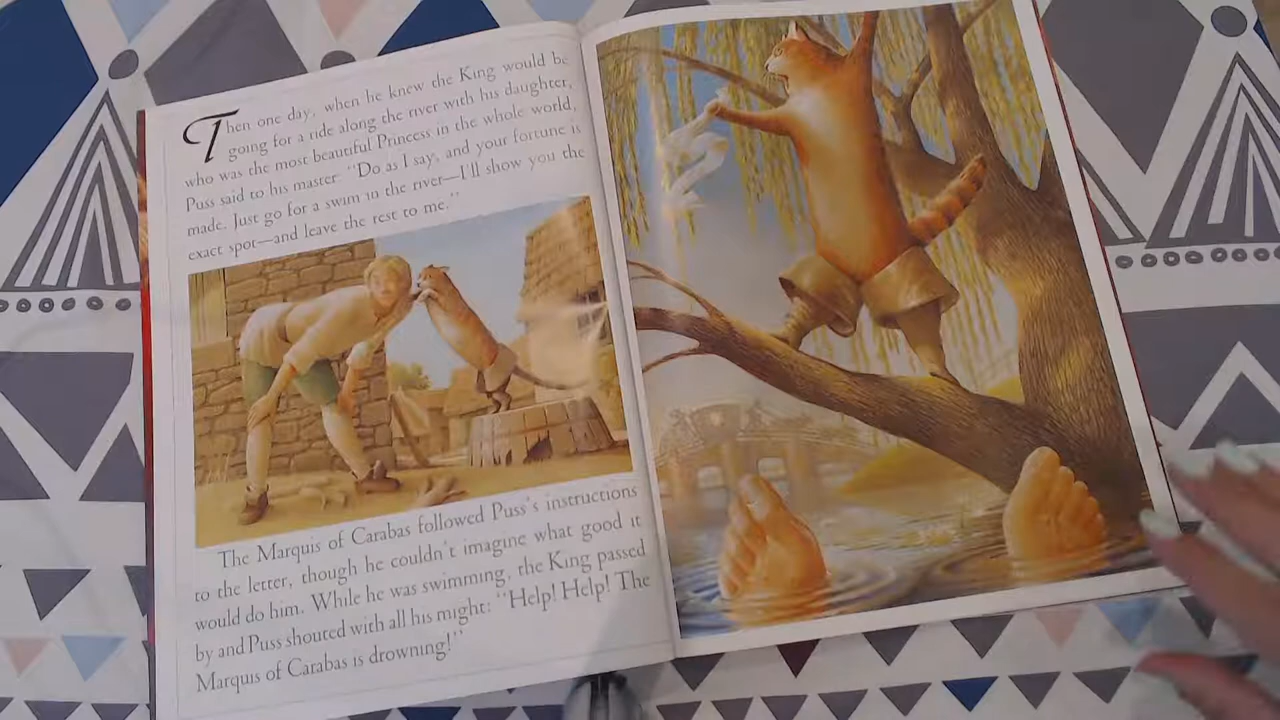 Then one day, when he knew the King would be
going for a ride along the river with his daughter,
who was the most beautiful Princess in the whole world,
Puss said to his master: "Do as I say, and your fortune is
made. Just go for a swim in the river—I'll show you the
exact spot—and leave the rest to me."
The Marquis of Carabas followed Puss's instructions
to the letter, though he couldn't imagine what good it
would do him. While he was swimming, the King passed
by and Puss shouted with all his might: "Help! Help! The
Marquis of Carabas is drowning!"